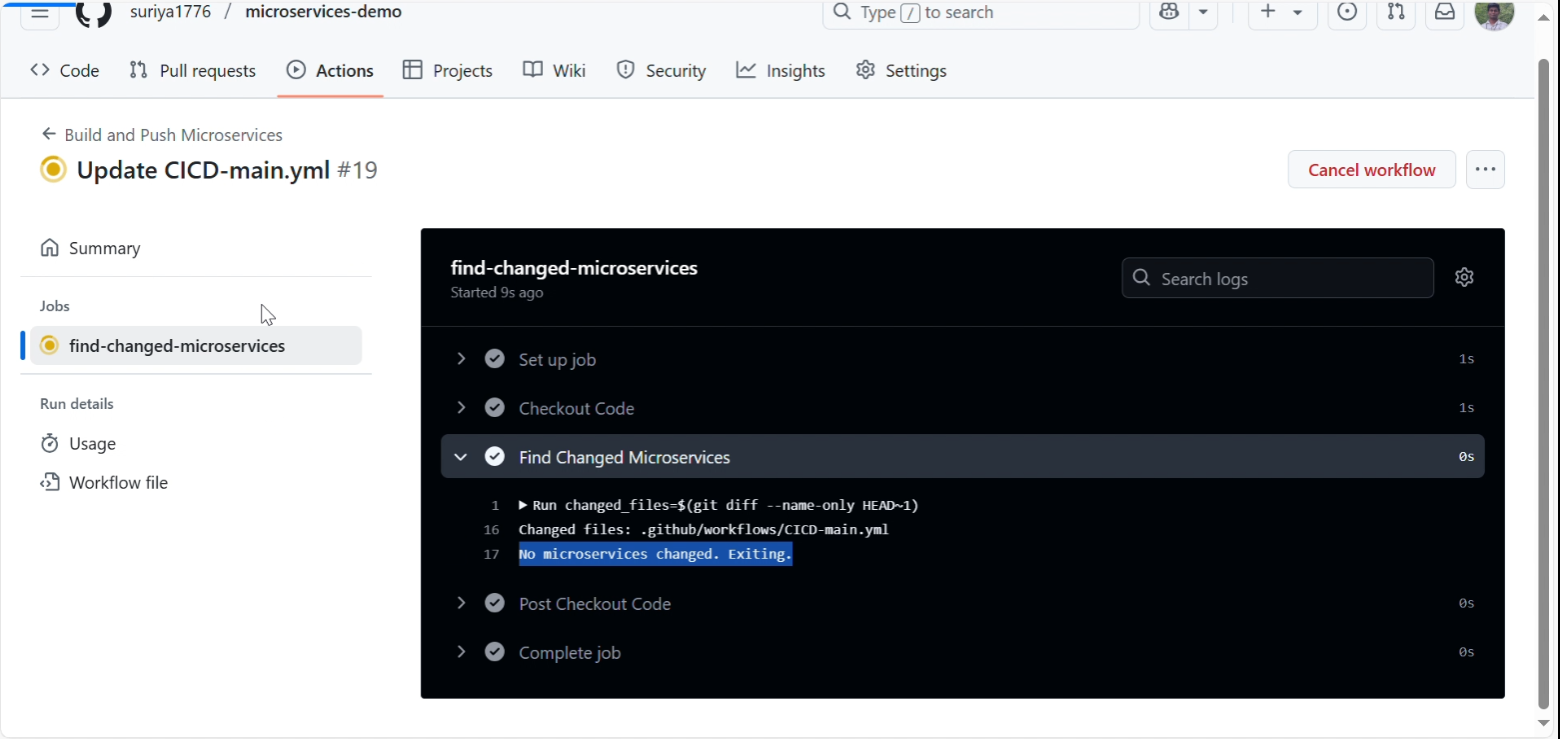 suriya1776 / microservices-demo
Type / to search
Code Pull requests Actions Projects Wiki Security Insights Settings
Build and Push Microservices
Update CICD-main.yml #19
Cancel workflow
Summary
Jobs
find-changed-microservices
Run details
Usage
Workflow file
find-changed-microservices
Started 9s ago
Search logs
Set up job 1s
Checkout Code 1s
Find Changed Microservices 0s
1 Run changed_files=$(git diff --name-only HEAD~1)
16 Changed files: .github/workflows/CICD-main.yml
17 No microservices changed. Exiting.
Post Checkout Code 0s
Complete job 0s